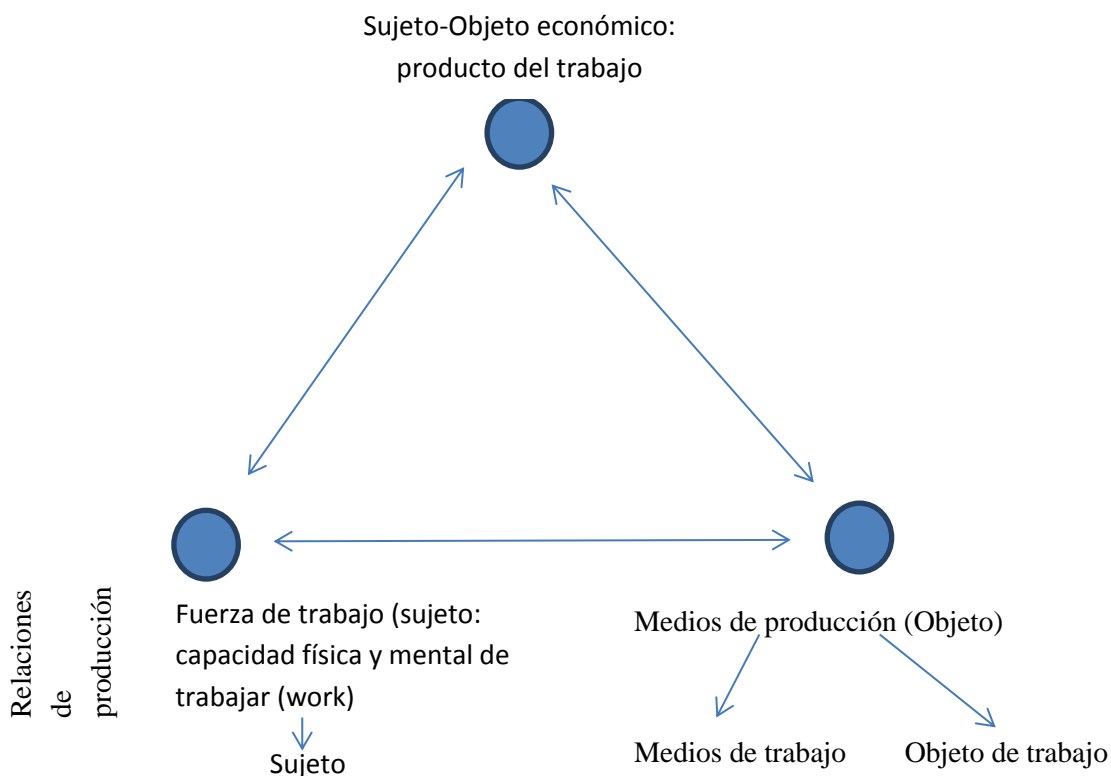 Sujeto-Objeto económico:
producto del trabajo
Relaciones
de
producción
Fuerza de trabajo (sujeto:
capacidad física y mental de
trabajar (work)
Sujeto
Medios de producción (Objeto)
Medios de trabajo
Objeto de trabajo